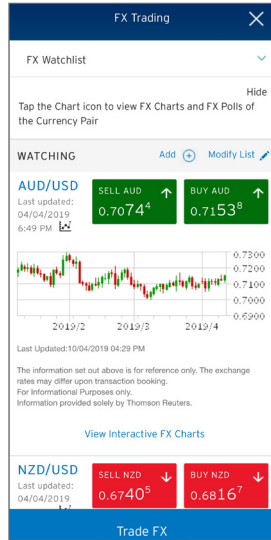 FX Trading
FX Watchlist
Hide
Tap the Chart icon to view FX Charts and FX Polls of
the Currency Pair
WATCHING Add Modify List
AUD/USD
Last updated:
04/04/2019
6:49 PM
SELL AUD
0.7074⁴
BUY AUD
0.7153⁸
0.7300
0.7200
0.7100
0.7000
0.6900
2019/2 2019/3 2019/4
Last Updated:10/04/2019 04:29 PM
The information set out above is for reference only. The exchange
rates may differ upon transaction booking.
For Informational Purposes only.
Information provided solely by Thomson Reuters.
View Interactive FX Charts
NZD/USD
Last updated:
04/04/2019
SELL NZD
0.6740⁵
BUY NZD
0.6816⁷
Trade FX